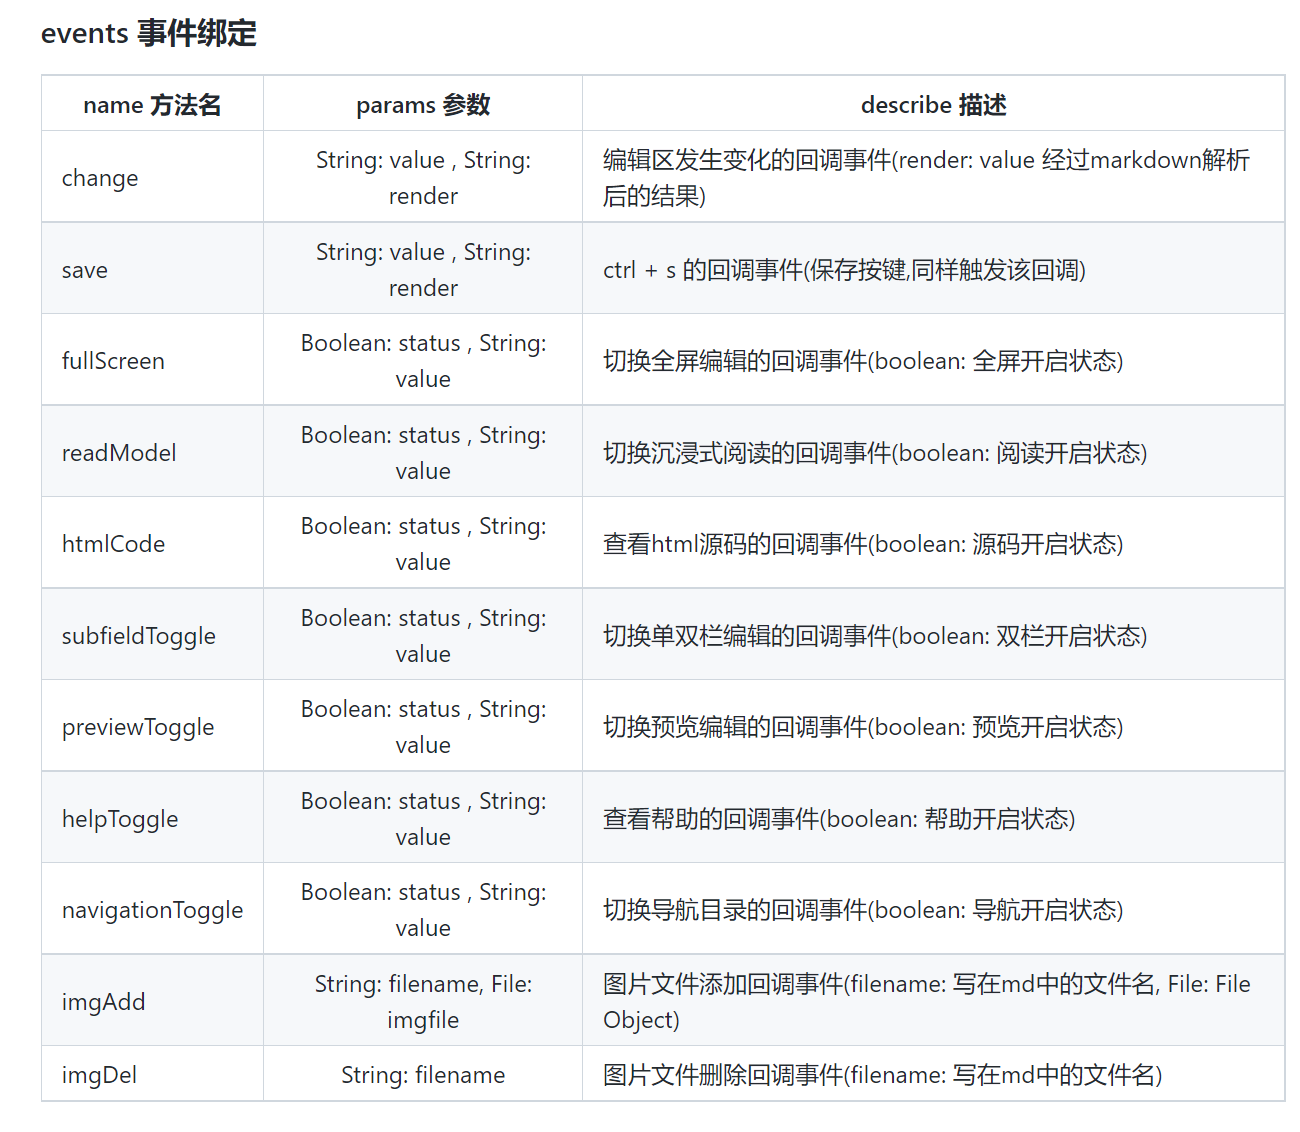 events 事件绑定
name 方法名
params 参数
describe 描述
change
String: value , String:
render
编辑区发生变化的回调事件(render: value 经过markdown解析
后的结果)
save
String: value , String:
render
ctrl + s 的回调事件(保存按键,同样触发该回调)
fullScreen
Boolean: status , String:
value
切换全屏编辑的回调事件(boolean: 全屏开启状态)
readModel
Boolean: status , String:
value
切换沉浸式阅读的回调事件(boolean: 阅读开启状态)
htmlCode
Boolean: status , String:
value
查看html源码的回调事件(boolean: 源码开启状态)
subfieldToggle
Boolean: status , String:
value
切换单双栏编辑的回调事件(boolean: 双栏开启状态)
previewToggle
Boolean: status , String:
value
切换预览编辑的回调事件(boolean: 预览开启状态)
helpToggle
Boolean: status , String:
value
查看帮助的回调事件(boolean: 帮助开启状态)
navigationToggle
Boolean: status , String:
value
切换导航目录的回调事件(boolean: 导航开启状态)
imgAdd
String: filename, File:
imgfile
图片文件添加回调事件(filename: 写在md中的文件名, File: File
Object)
imgDel
String: filename
图片文件删除回调事件(filename: 写在md中的文件名)